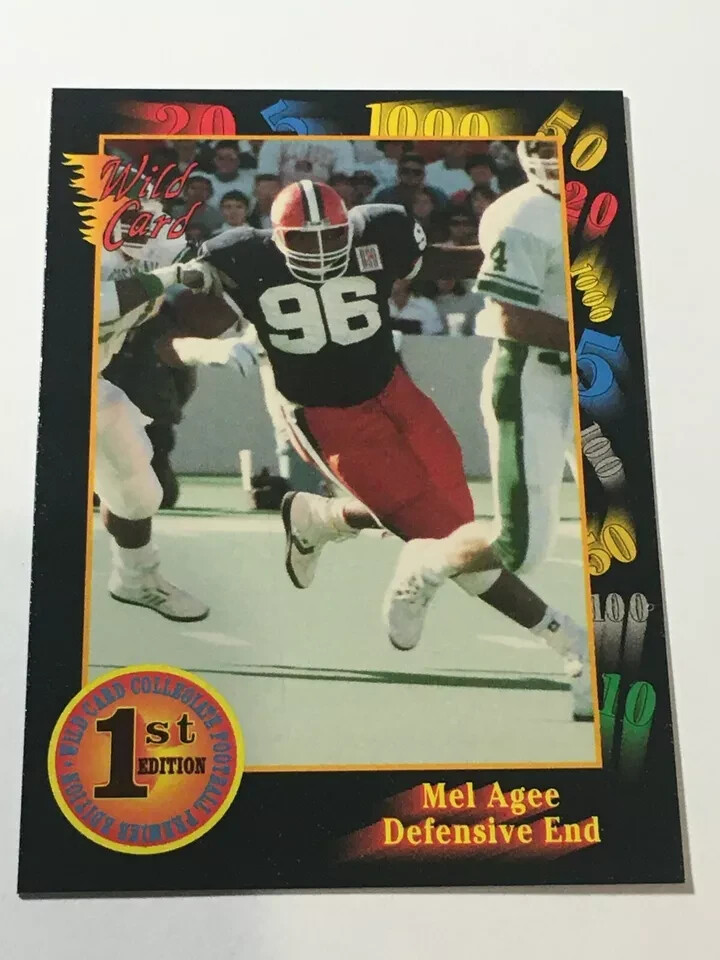 20 5 1000 50
Wild
Card
20
1000
96
4
5
100
50
100
10
WILD CARD COLLEGIATE FOOTBALL PREMIER EDITION •
1st
EDITION
Mel Agee
Defensive End